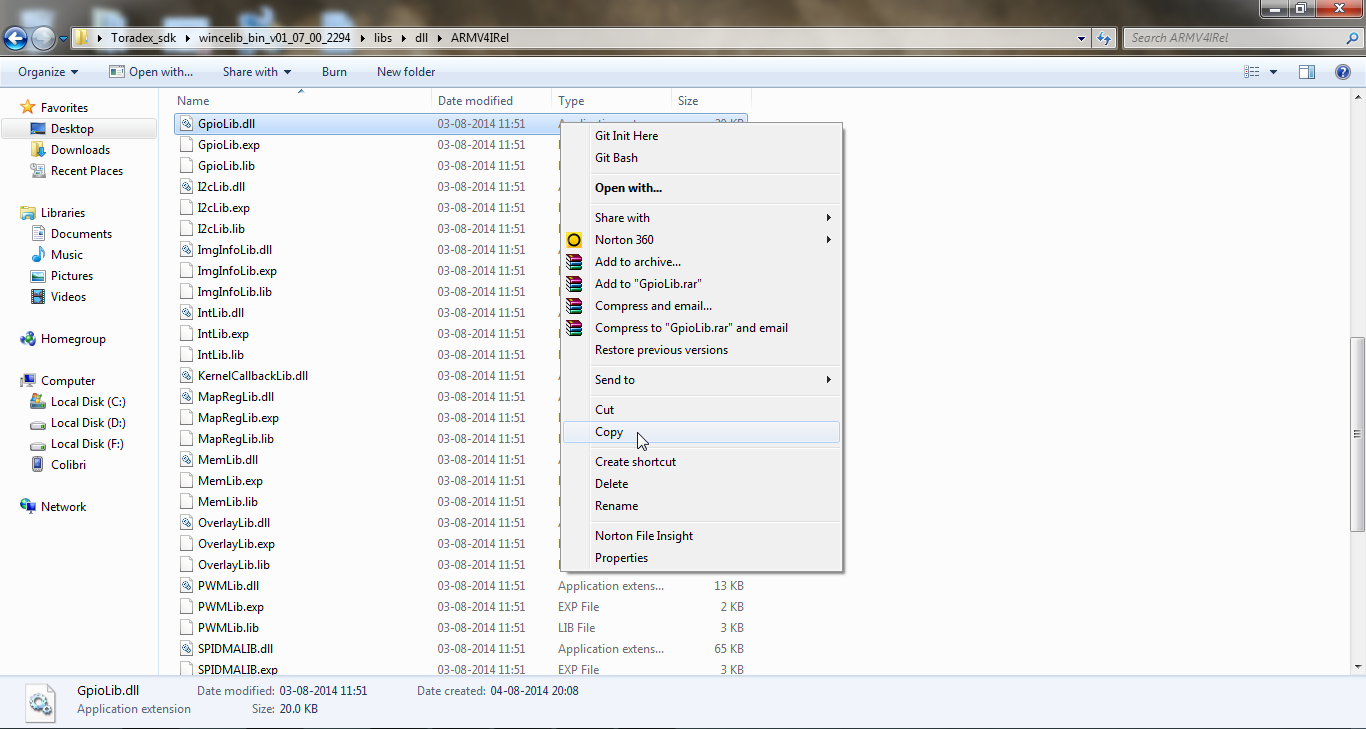 Toradex_sdk wincelib_bin_v01_07_00_2294 libs dll ARMV4IRel Search ARMV4IRel
Organize Open with... Share with Burn New folder
Favorites
Desktop
Downloads
Recent Places
Libraries
Documents
Music
Pictures
Videos
Homegroup
Computer
Local Disk (C:)
Local Disk (D:)
Local Disk (F:)
Colibri
Network
Name Date modified Type Size
GpioLib.dll 03-08-2014 11:51
GpioLib.exp 03-08-2014 11:51
GpioLib.lib 03-08-2014 11:51
I2cLib.dll 03-08-2014 11:51
I2cLib.exp 03-08-2014 11:51
I2cLib.lib 03-08-2014 11:51
ImgInfoLib.dll 03-08-2014 11:51
ImgInfoLib.exp 03-08-2014 11:51
ImgInfoLib.lib 03-08-2014 11:51
IntLib.dll 03-08-2014 11:51
IntLib.exp 03-08-2014 11:51
IntLib.lib 03-08-2014 11:51
KernelCallbackLib.dll 03-08-2014 11:51
MapRegLib.dll 03-08-2014 11:51
MapRegLib.exp 03-08-2014 11:51
MapRegLib.lib 03-08-2014 11:51
MemLib.dll 03-08-2014 11:51
MemLib.exp 03-08-2014 11:51
MemLib.lib 03-08-2014 11:51
OverlayLib.dll 03-08-2014 11:51
OverlayLib.exp 03-08-2014 11:51
OverlayLib.lib 03-08-2014 11:51
PWMLib.dll 03-08-2014 11:51 Application extens... 13 KB
PWMLib.exp 03-08-2014 11:51 EXP File 2 KB
PWMLib.lib 03-08-2014 11:51 LIB File 3 KB
SPIDMALIB.dll 03-08-2014 11:51 Application extens... 65 KB
SPIDMALIB.exp 03-08-2014 11:51 EXP File 3 KB
Git Init Here
Git Bash
Open with...
Share with
Norton 360
Add to archive...
Add to "GpioLib.rar"
Compress and email...
Compress to "GpioLib.rar" and email
Restore previous versions
Send to
Cut
Copy
Create shortcut
Delete
Rename
Norton File Insight
Properties
GpioLib.dll Date modified: 03-08-2014 11:51 Date created: 04-08-2014 20:08
Application extension Size: 20.0 KB